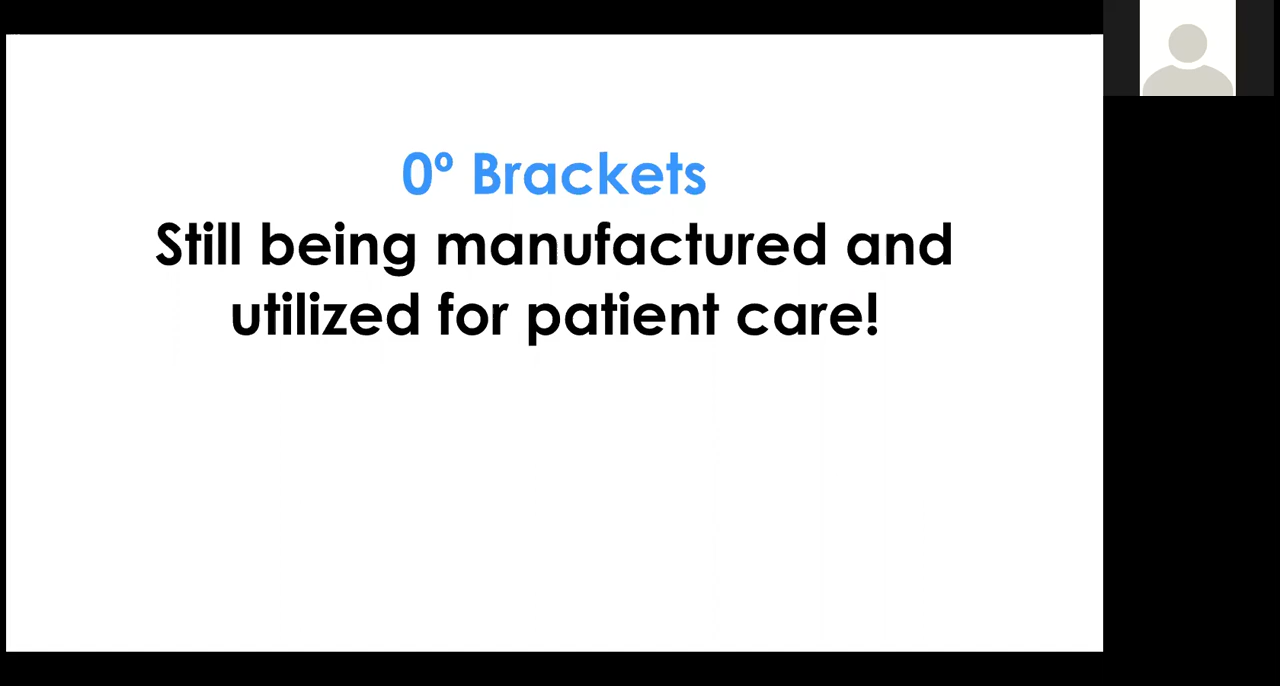 0º Brackets
Still being manufactured and
utilized for patient care!